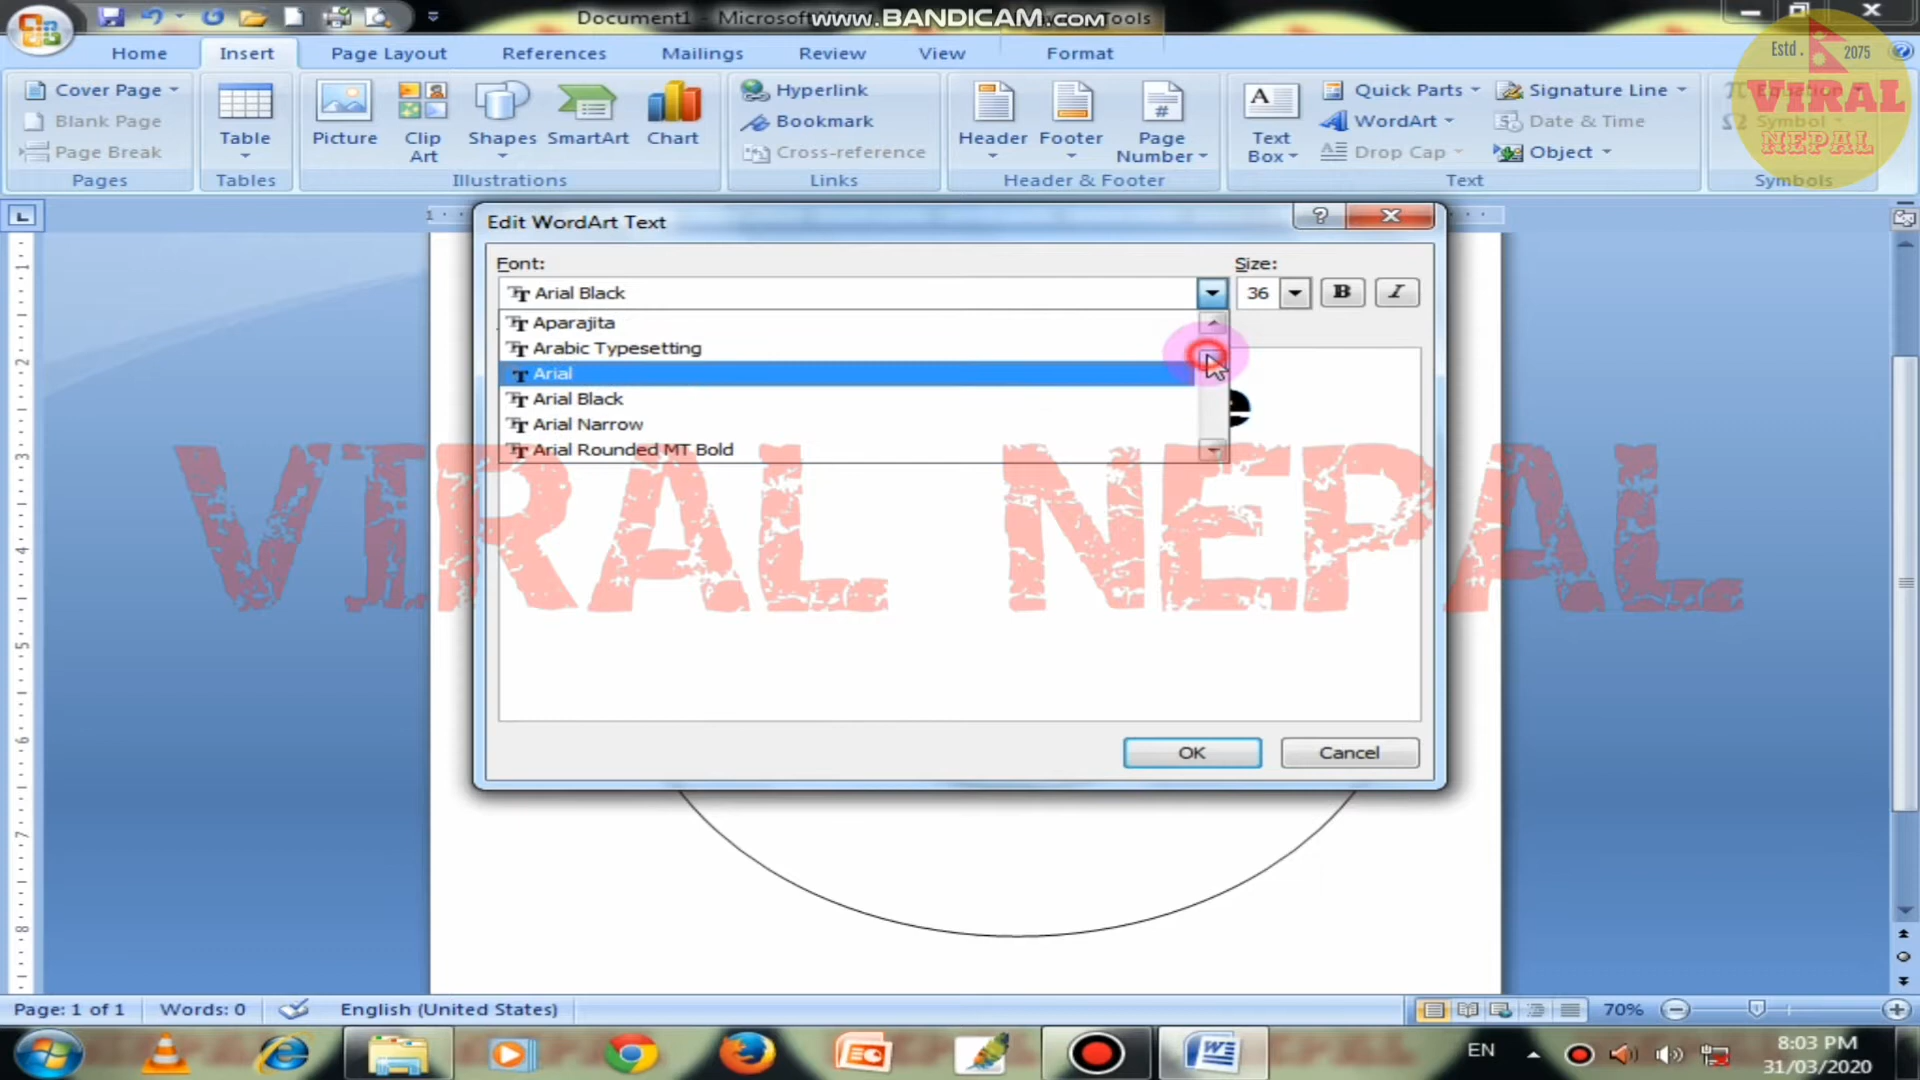 Document1 - Microsoft
www.BANDICAM.com
Tools
Home Insert Page Layout References Mailings Review View Format
Estd . 2075
VIRAL
NEPAL
Cover Page
Blank Page
Page Break
Pages
Table
Tables
Picture
Clip
Art
Shapes
SmartArt
Chart
Illustrations
Hyperlink
Bookmark
Cross-reference
Links
Header
Footer
Page
Number
Header & Footer
Text
Box
Quick Parts
WordArt
Drop Cap
Signature Line
Date & Time
Object
Text
Equation
Symbol
Symbols
Edit WordArt Text
Font:
Size:
Arial Black
36
B
I
Aparajita
Arabic Typesetting
Arial
Arial Black
Arial Narrow
Arial Rounded MT Bold
e
VIRAL NEPAL
OK
Cancel
Page: 1 of 1
Words: 0
English (United States)
70%
EN
8:03 PM
31/03/2020